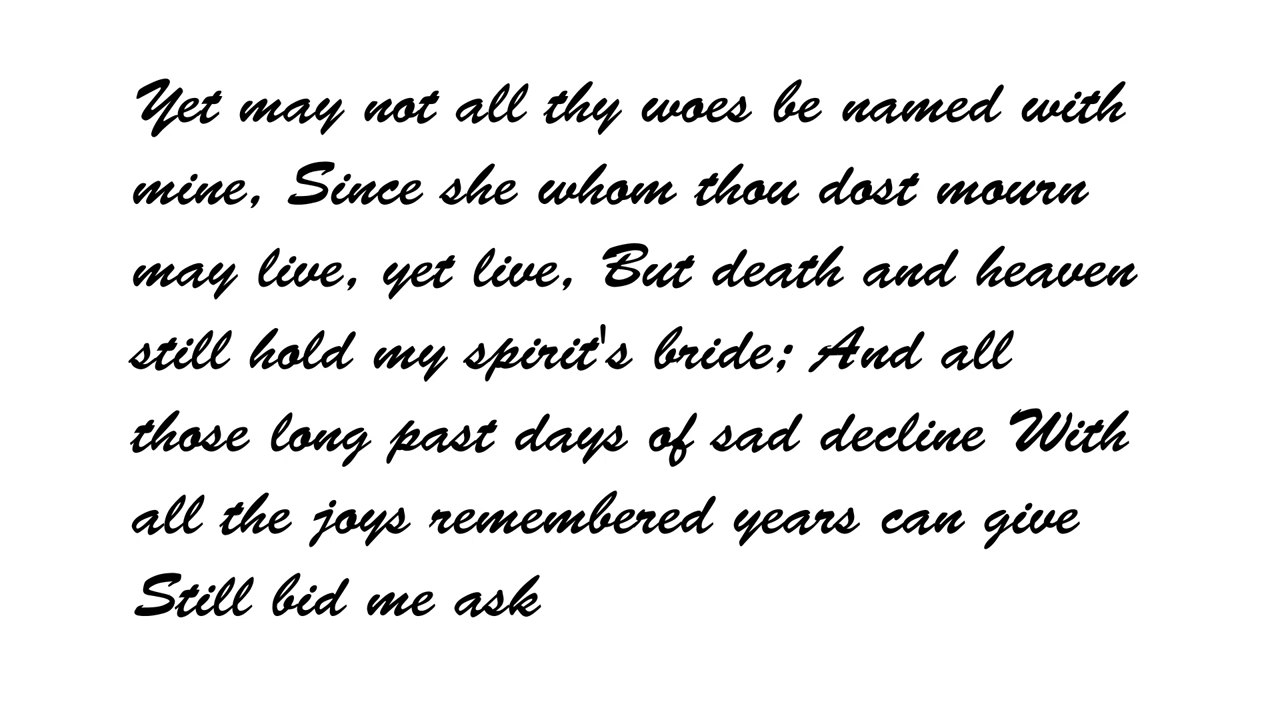 Yet may not all thy woes be named with
mine, Since she whom thou dost mourn
may live, yet live, But death and heaven
still hold my spirit's bride; And all
those long past days of sad decline With
all the joys remembered years can give
Still bid me ask